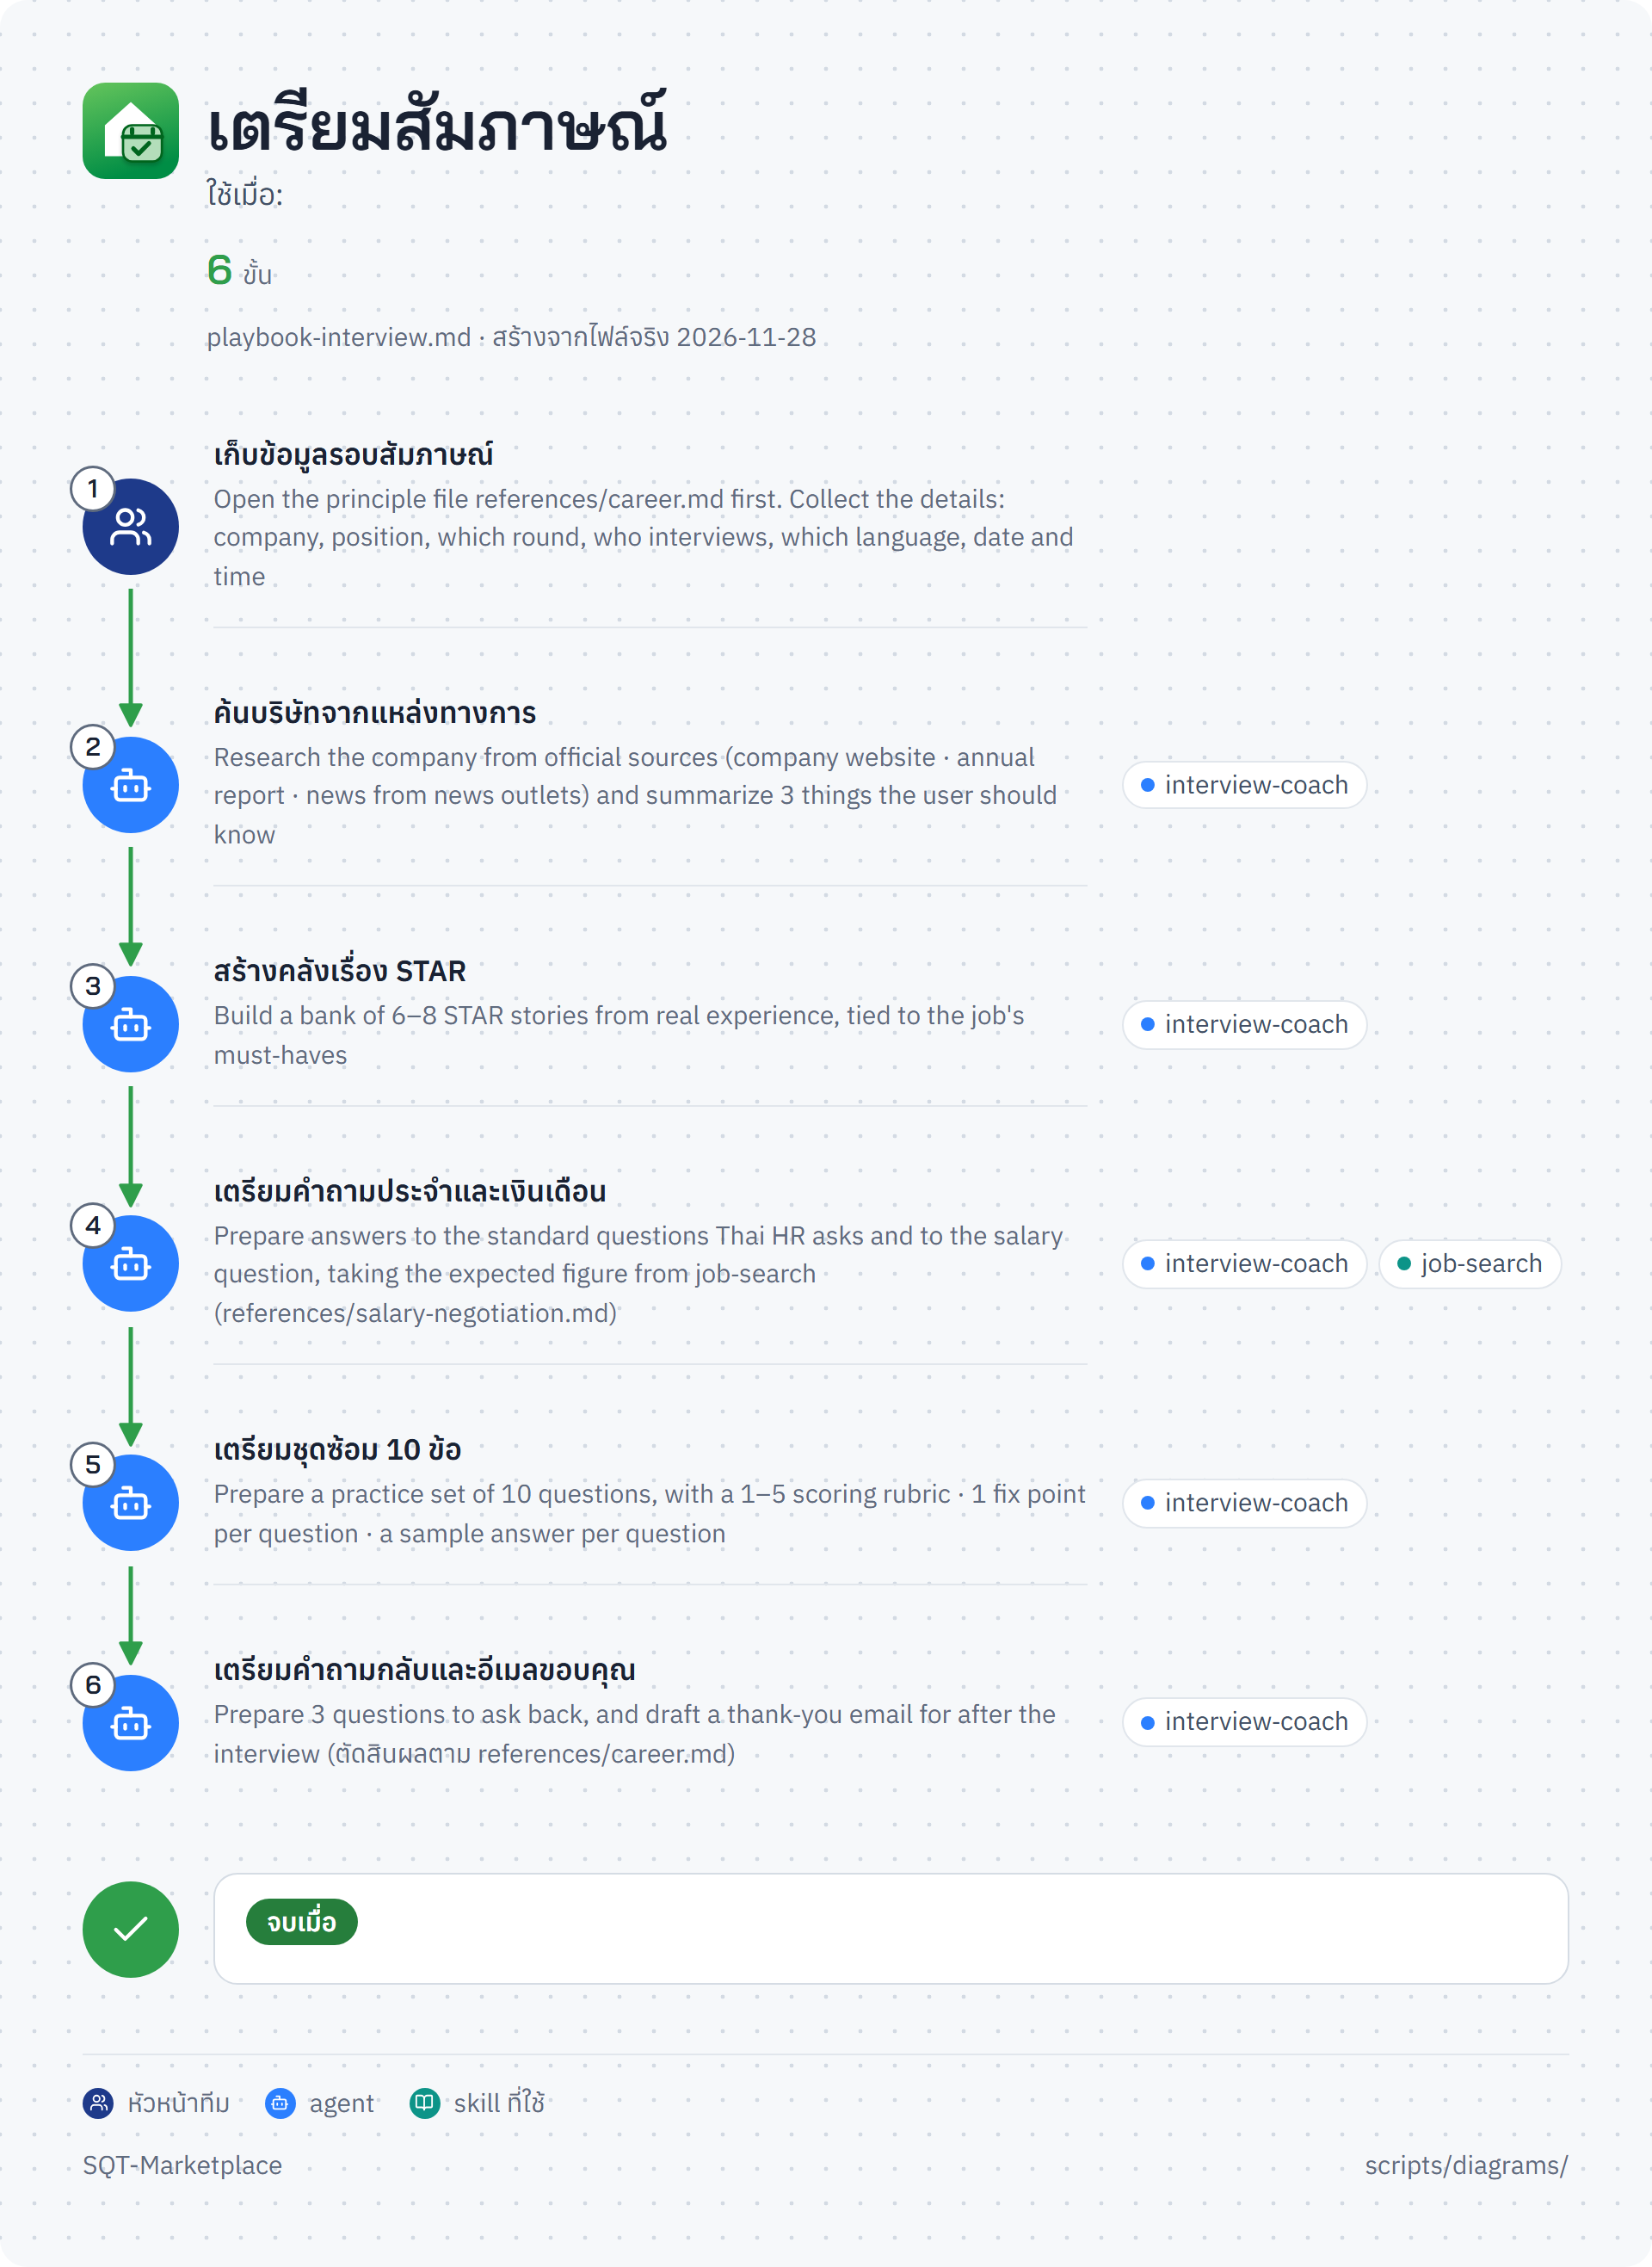 เตรียมสัมภาษณ์
ใช้เมื่อ:
6 ขั้น
playbook-interview.md · สร้างจากไฟล์จริง 2026-11-28
1
เก็บข้อมูลรอบสัมภาษณ์
Open the principle file references/career.md first. Collect the details:
company, position, which round, who interviews, which language, date and
time
2
ค้นบริษัทจากแหล่งทางการ
Research the company from official sources (company website · annual
report · news from news outlets) and summarize 3 things the user should
know
interview-coach
3
สร้างคลังเรื่อง STAR
Build a bank of 6–8 STAR stories from real experience, tied to the job's
must-haves
interview-coach
4
เตรียมคำถามประจำและเงินเดือน
Prepare answers to the standard questions Thai HR asks and to the salary
question, taking the expected figure from job-search
(references/salary-negotiation.md)
interview-coach job-search
5
เตรียมชุดซ้อม 10 ข้อ
Prepare a practice set of 10 questions, with a 1–5 scoring rubric · 1 fix point
per question · a sample answer per question
interview-coach
6
เตรียมคำถามกลับและอีเมลขอบคุณ
Prepare 3 questions to ask back, and draft a thank-you email for after the
interview (ตัดสินผลตาม references/career.md)
interview-coach
จบเมื่อ
หัวหน้าทีม agent skill ที่ใช้
SQT-Marketplace scripts/diagrams/